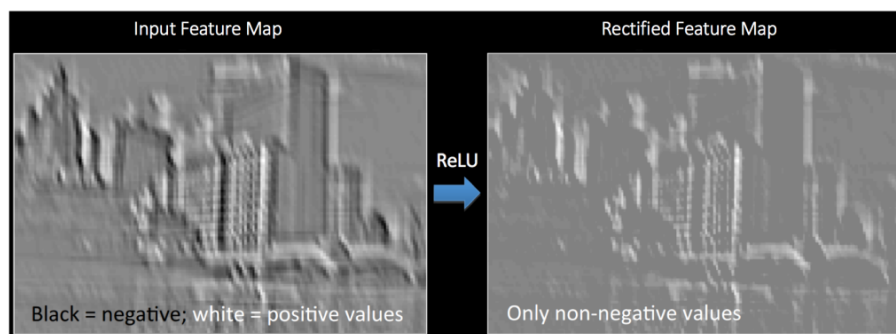 Input Feature Map
Rectified Feature Map
ReLU
Black = negative; white = positive values
Only non-negative values